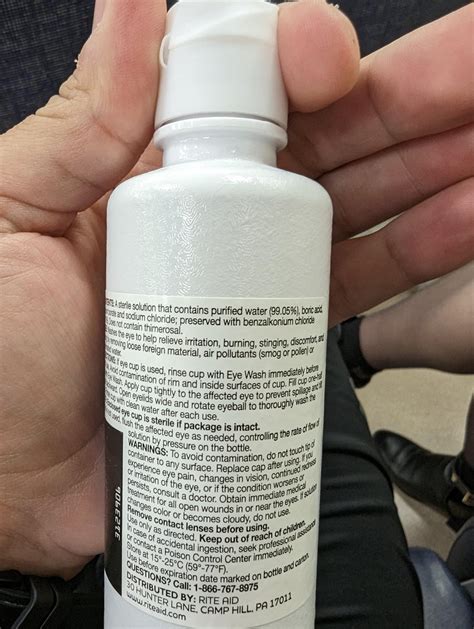 A sterile solution that contains purified water (99.05%), boric acid,
and sodium chloride; preserved with benzalkonium chloride
Does not contain thimerosal.
the eye to help relieve irritation, burning, stinging, discomfort, and
removing loose foreign material, air pollutants (smog or pollen) or
water.
If eye cup is used, rinse cup with Eye Wash immediately before
Avoid contamination of rim and inside surfaces of cup. Fill cup one-half
Wash. Apply cup tightly to the affected eye to prevent spillage and tilt
Open eyelids wide and rotate eyeball to thoroughly wash the
cup with clean water after each use.
eye cup is sterile if package is intact.
the affected eye as needed, controlling the rate of flow of
solution by pressure on the bottle.
WARNINGS: To avoid contamination, do not touch tip of
container to any surface. Replace cap after using. If you
experience eye pain, changes in vision, continued redness
or irritation of the eye, or if the condition worsens or
persists, consult a doctor. Obtain immediate medical
treatment for all open wounds in or near the eyes. If solution
changes color or becomes cloudy, do not use.
Remove contact lenses before using.
Use only as directed. Keep out of reach of children.
In case of accidental ingestion, seek professional assistance
or contact a Poison Control Center immediately.
Store at 15°-25°C (59°-77°F).
Use before expiration date marked on bottle and carton.
QUESTIONS? Call: 1-866-767-8975
DISTRIBUTED BY: RITE AID
30 HUNTER LANE, CAMP HILL, PA 17011
www.riteaid.com
3123906